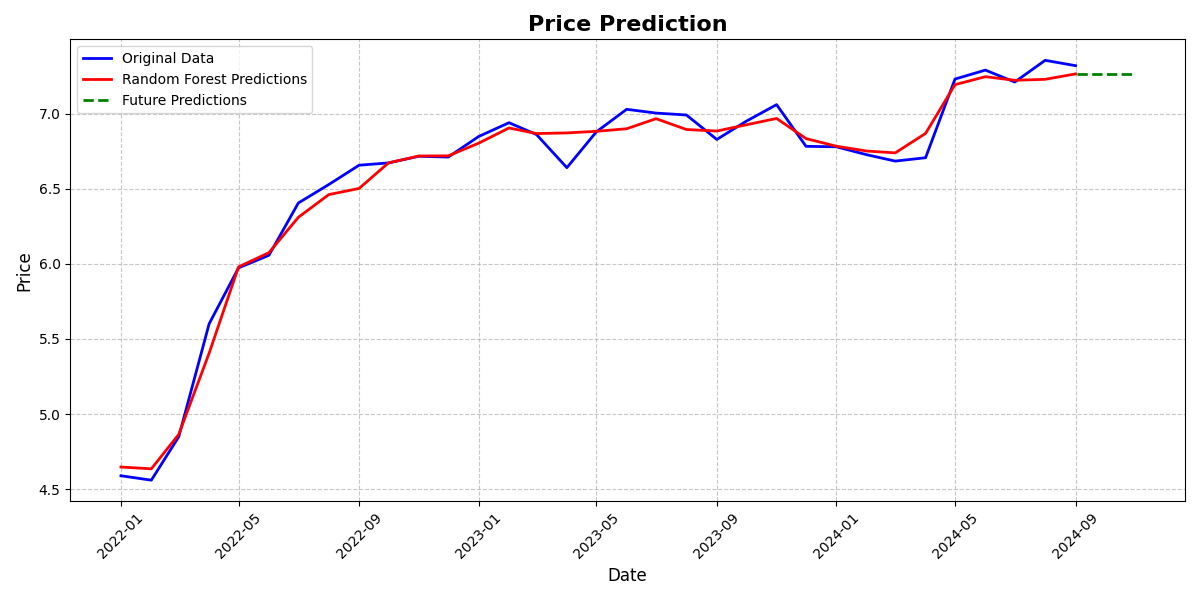 Price Prediction
Original Data
Random Forest Predictions
Future Predictions
Price
7.0
6.5
6.0
5.5
5.0
4.5
2022-01
2022-05
2022-09
2023-01
2023-05
2023-09
2024-01
2024-05
2024-09
Date